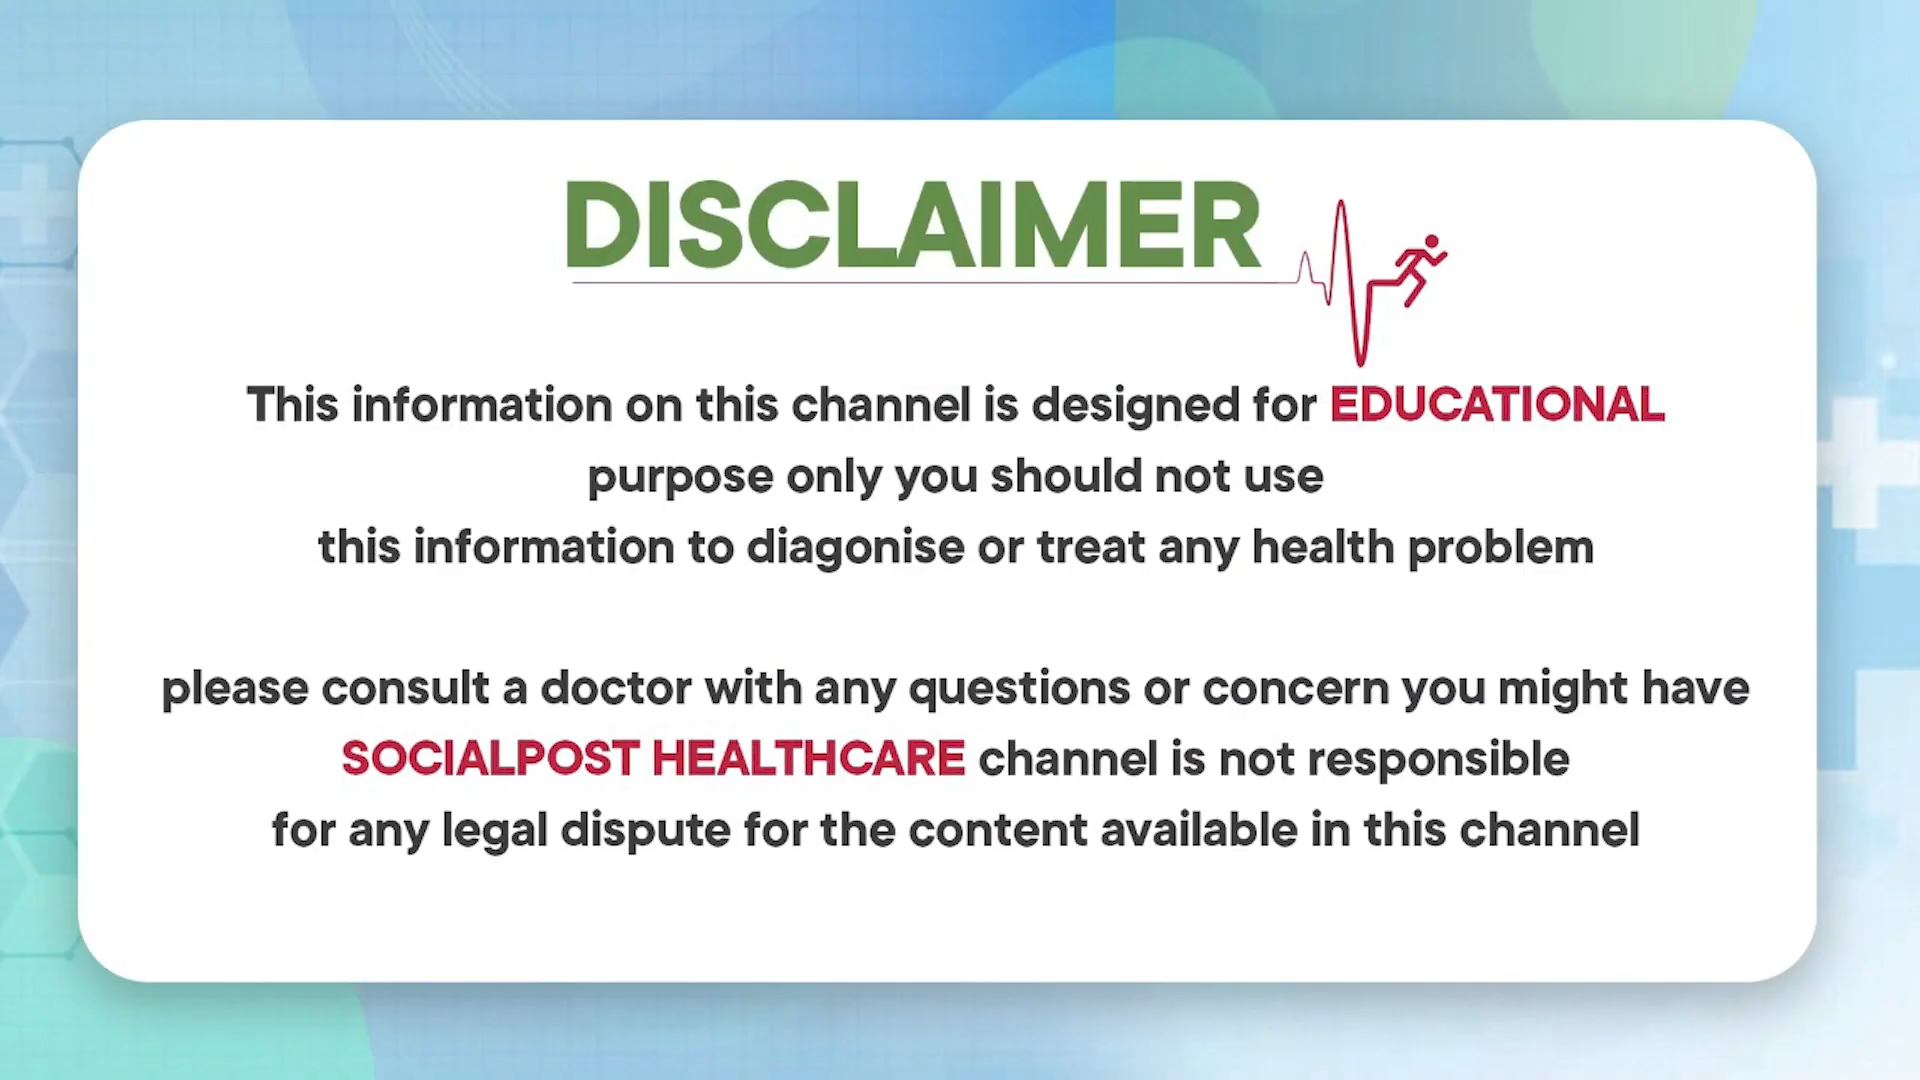 DISCLAIMER
This information on this channel is designed for EDUCATIONAL
purpose only you should not use
this information to diagonise or treat any health problem
please consult a doctor with any questions or concern you might have
SOCIALPOST HEALTHCARE channel is not responsible
for any legal dispute for the content available in this channel